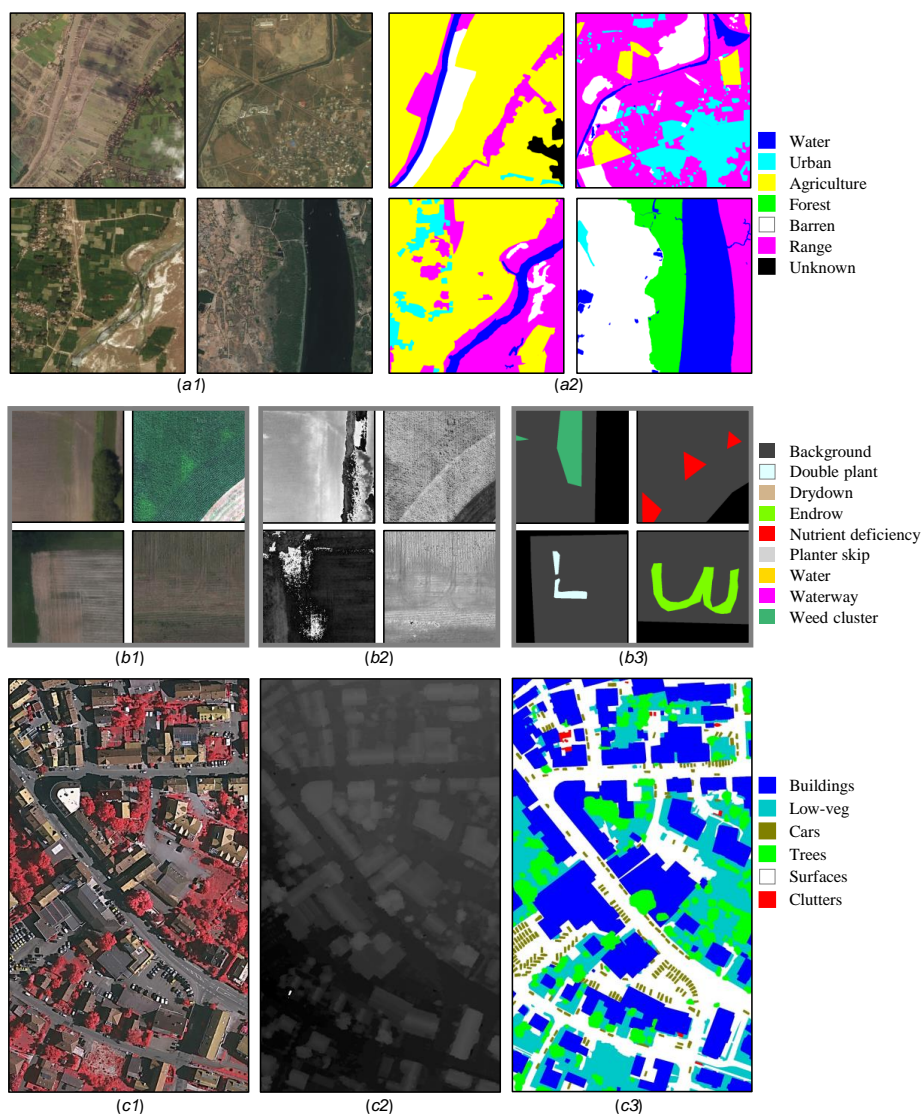 Water
Urban
Agriculture
Forest
Barren
Range
Unknown
(a1)
(a2)
Background
Double plant
Drydown
Endrow
Nutrient deficiency
Planter skip
Water
Waterway
Weed cluster
(b1)
(b2)
(b3)
Buildings
Low-veg
Cars
Trees
Surfaces
Clutters
(c1)
(c2)
(c3)